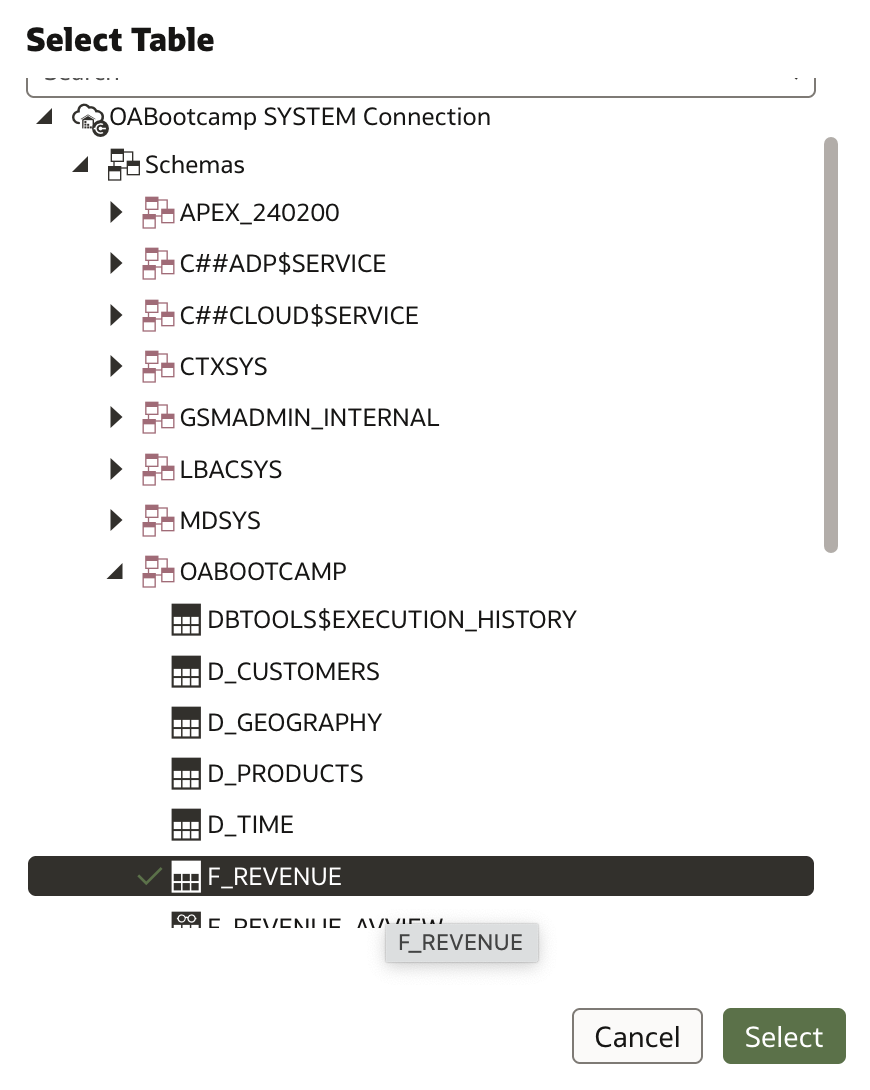 Select Table
Search
OABootcamp SYSTEM Connection
Schemas
APEX_240200
C##ADP$SERVICE
C##CLOUD$SERVICE
CTXSYS
GSMADMIN_INTERNAL
LBACSYS
MDSYS
OABOOTCAMP
DBTOOLS$EXECUTION_HISTORY
D_CUSTOMERS
D_GEOGRAPHY
D_PRODUCTS
D_TIME
F_REVENUE
F_REVENUE_AVVIEW
F_REVENUE
Cancel
Select